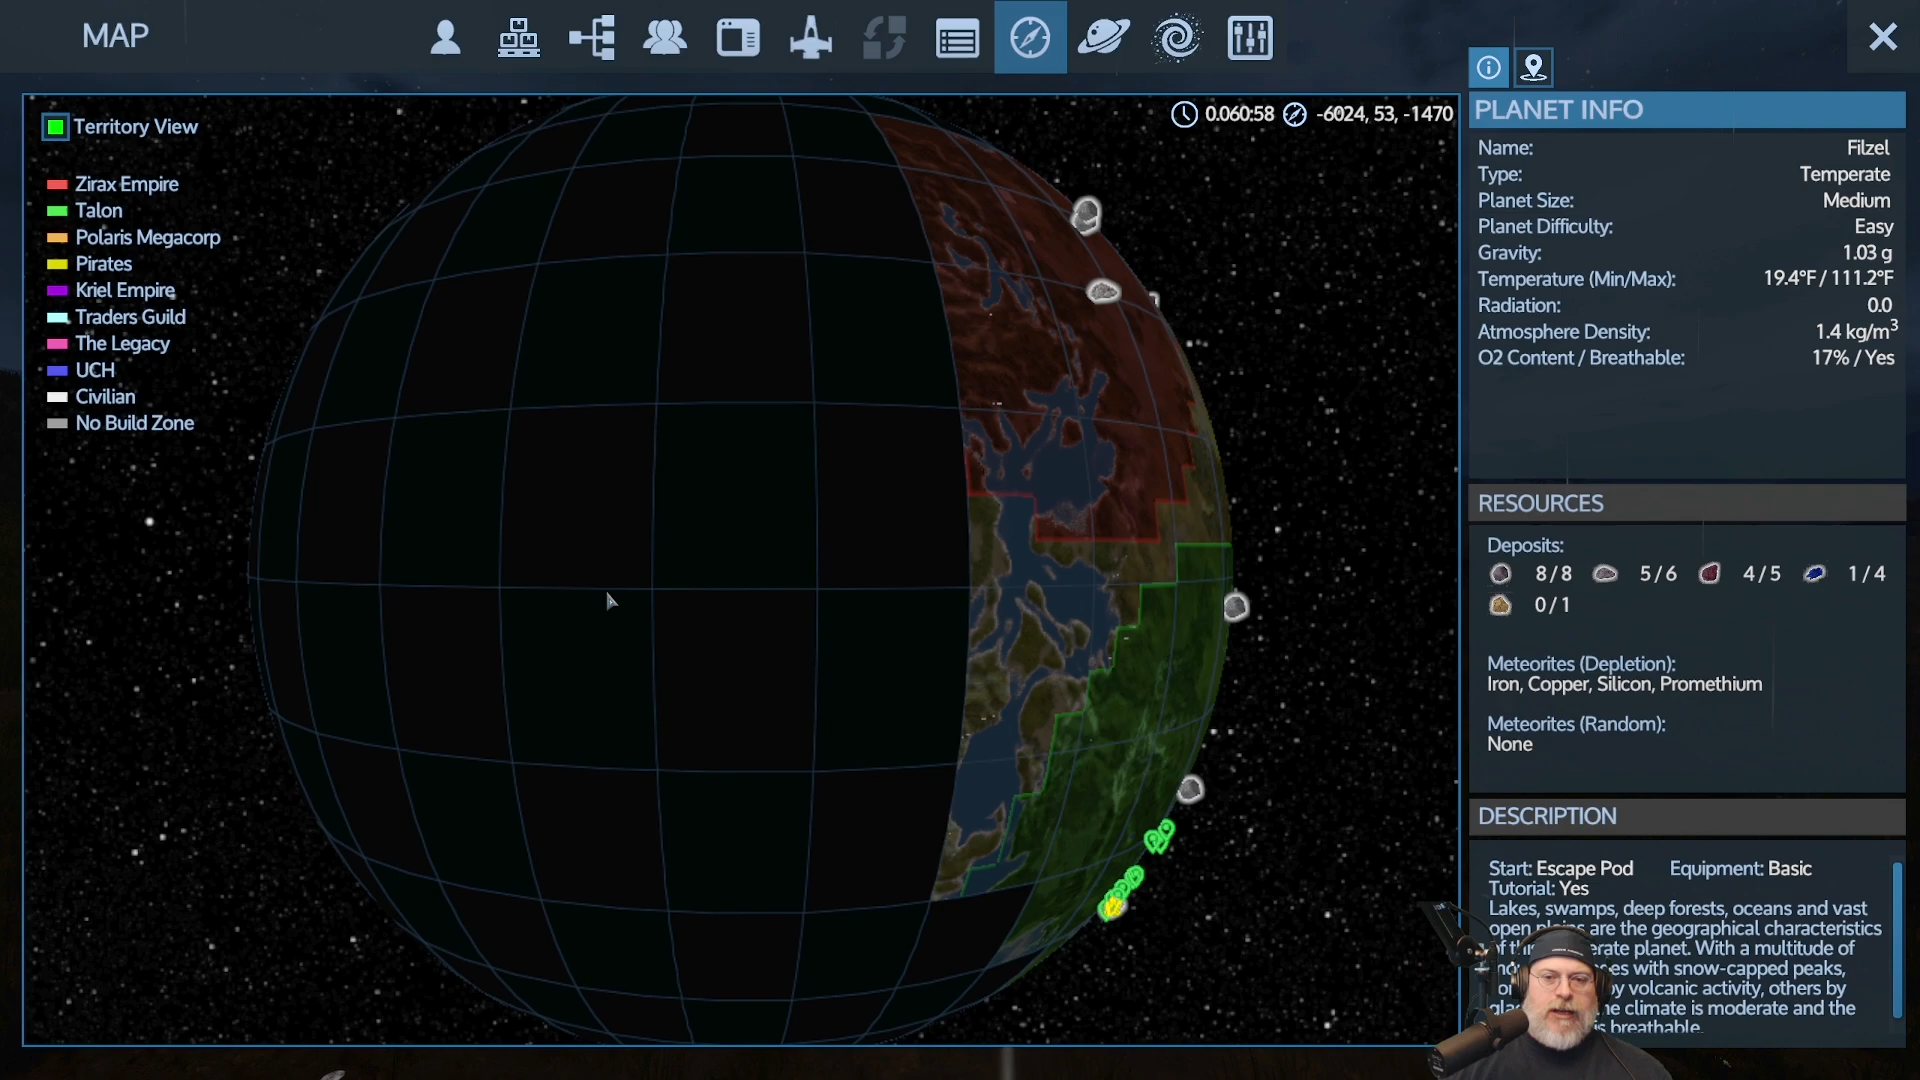 MAP
Territory View
0.060:58
-6024, 53, -1470
Zirax Empire
Talon
Polaris Megacorp
Pirates
Kriel Empire
Traders Guild
The Legacy
UCH
Civilian
No Build Zone
PLANET INFO
Name: Filzel
Type: Temperate
Planet Size: Medium
Planet Difficulty: Easy
Gravity: 1.03 g
Temperature (Min/Max): 19.4°F / 111.2°F
Radiation: 0.0
Atmosphere Density: 1.4 kg/m³
O2 Content / Breathable: 17% / Yes
RESOURCES
Deposits:
8/8 5/6 4/5 1/4
0/1
Meteorites (Depletion):
Iron, Copper, Silicon, Promethium
Meteorites (Random):
None
DESCRIPTION
Start: Escape Pod Equipment: Basic
Tutorial: Yes
Lakes, swamps, deep forests, oceans and vast
open are the geographical characteristics
planet. With a multitude of
with snow-capped peaks,
by volcanic activity, others by
climate is moderate and the
is breathable.